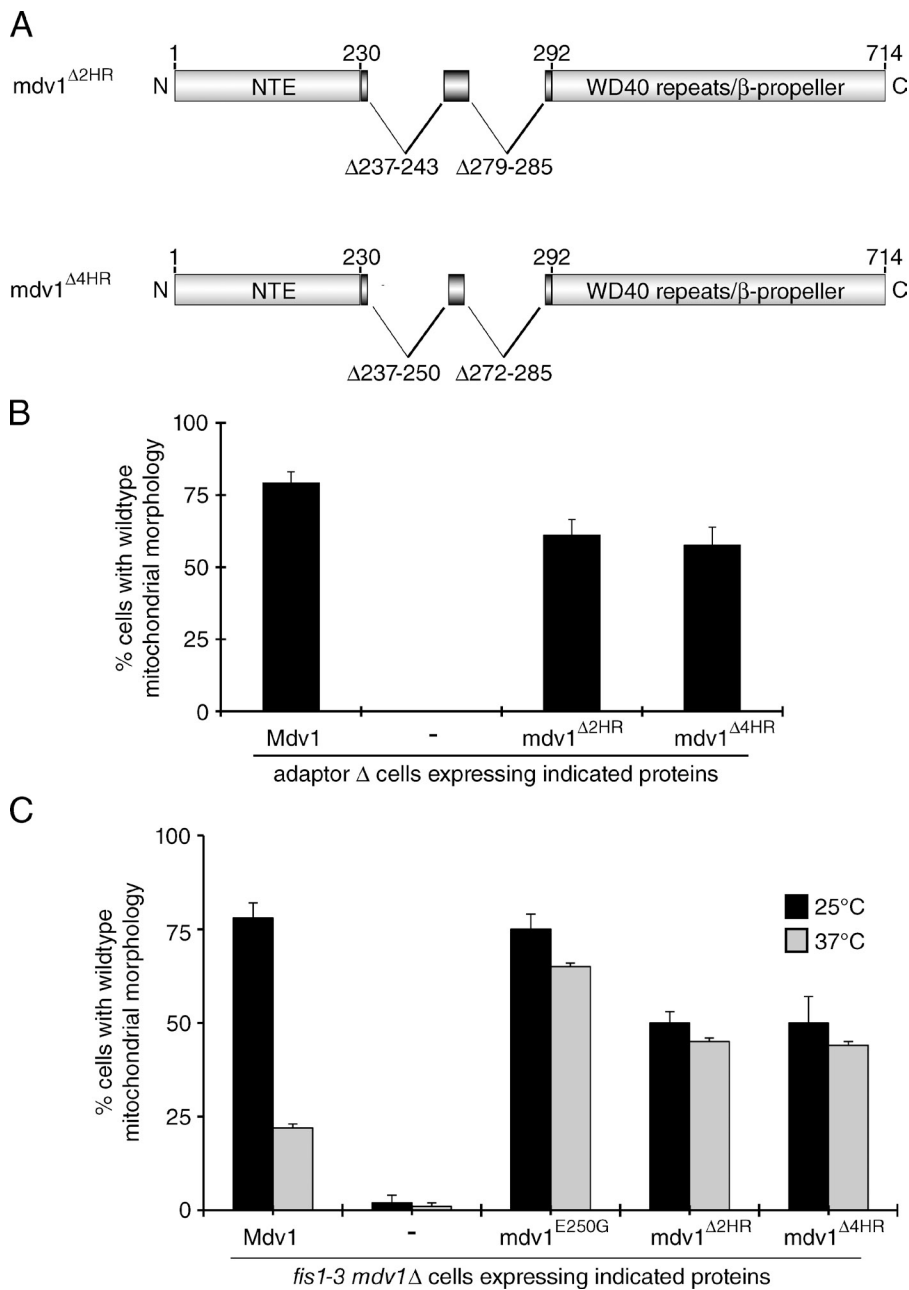 A
1 230 292 714
mdv1Δ2HR N NTE WD40 repeats/β-propeller C
Δ237-243 Δ279-285
1 230 292 714
mdv1Δ4HR N NTE WD40 repeats/β-propeller C
Δ237-250 Δ272-285
B
% cells with wildtype
mitochondrial morphology
100
75
50
25
0
Mdv1 - mdv1Δ2HR mdv1Δ4HR
adaptor Δ cells expressing indicated proteins
C
% cells with wildtype
mitochondrial morphology
100
75
50
25
0
25°C
37°C
Mdv1 - mdv1E250G mdv1Δ2HR mdv1Δ4HR
fis1-3 mdv1Δ cells expressing indicated proteins